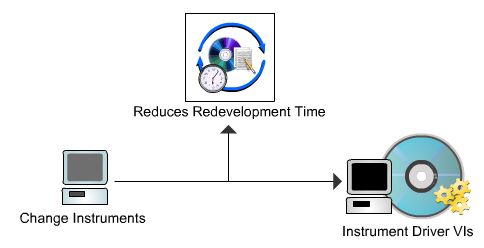 Reduces Redevelopment Time
Change Instruments
Instrument Driver VIs